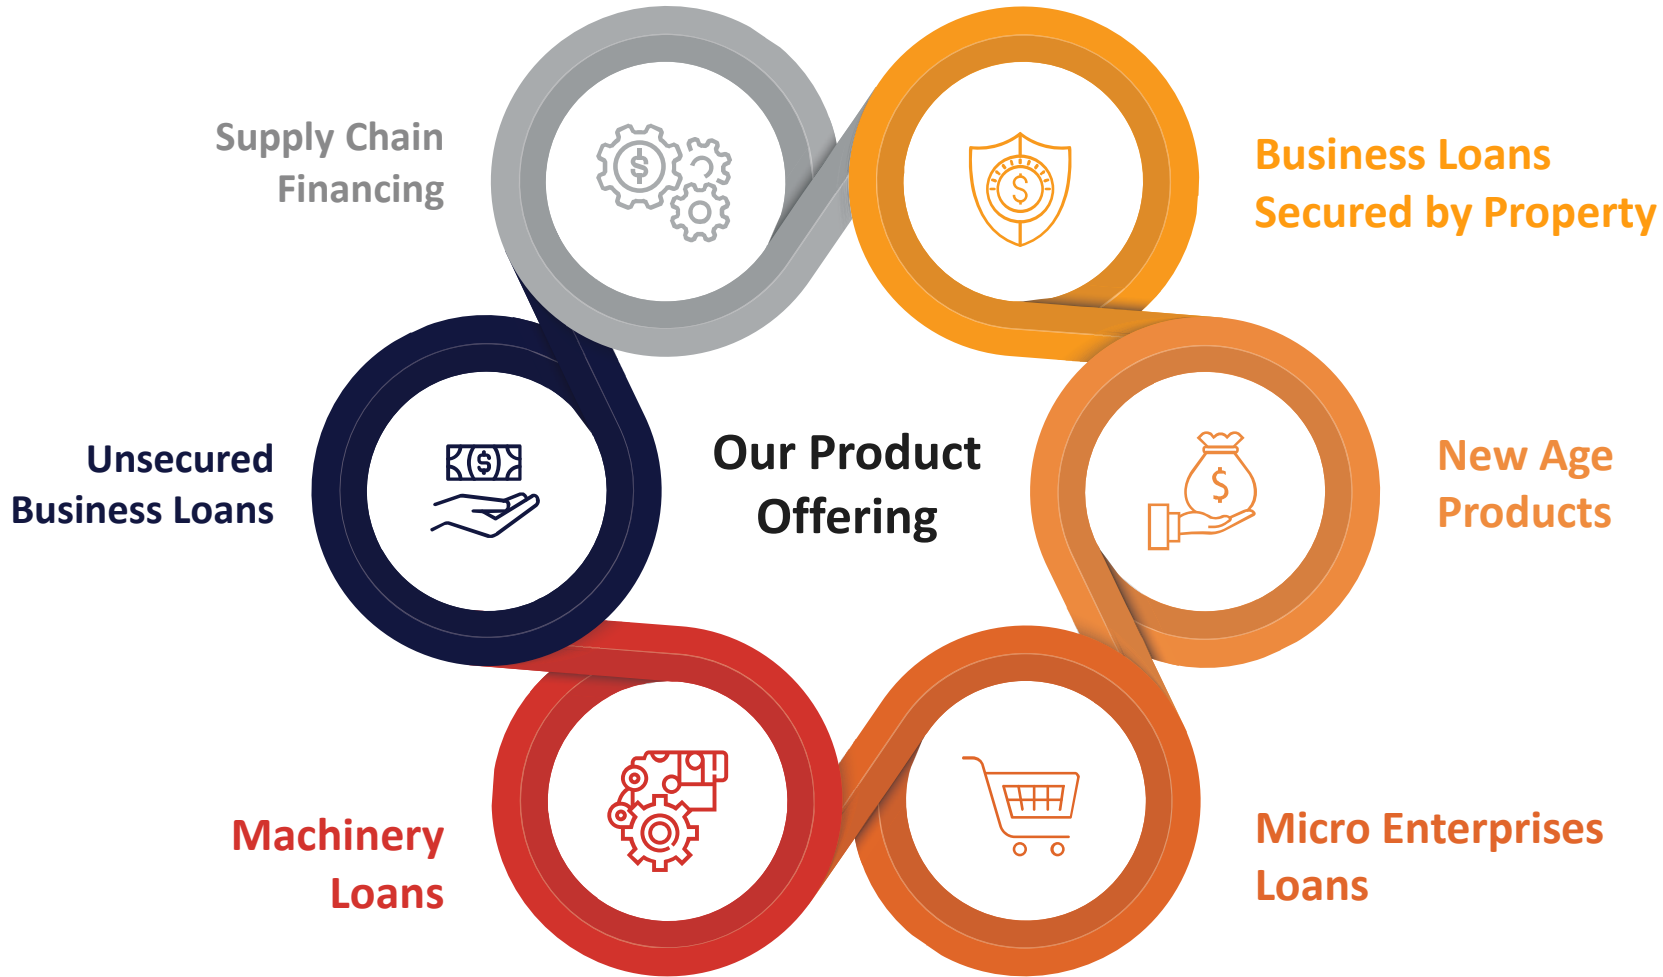 Supply Chain
Financing
Business Loans
Secured by Property
Unsecured
Business Loans
Our Product
Offering
New Age
Products
Machinery
Loans
Micro Enterprises
Loans